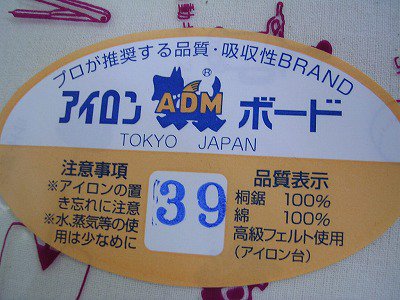 プロが推奨する品質・吸収性BRAND
アイロン ADM® ボード
TOKYO JAPAN
注意事項
※アイロンの置
き忘れに注意
※水、蒸気等の使
用は少なめに
39
品質表示
桐鋸 100%
綿 100%
高級フェルト使用
(アイロン台)